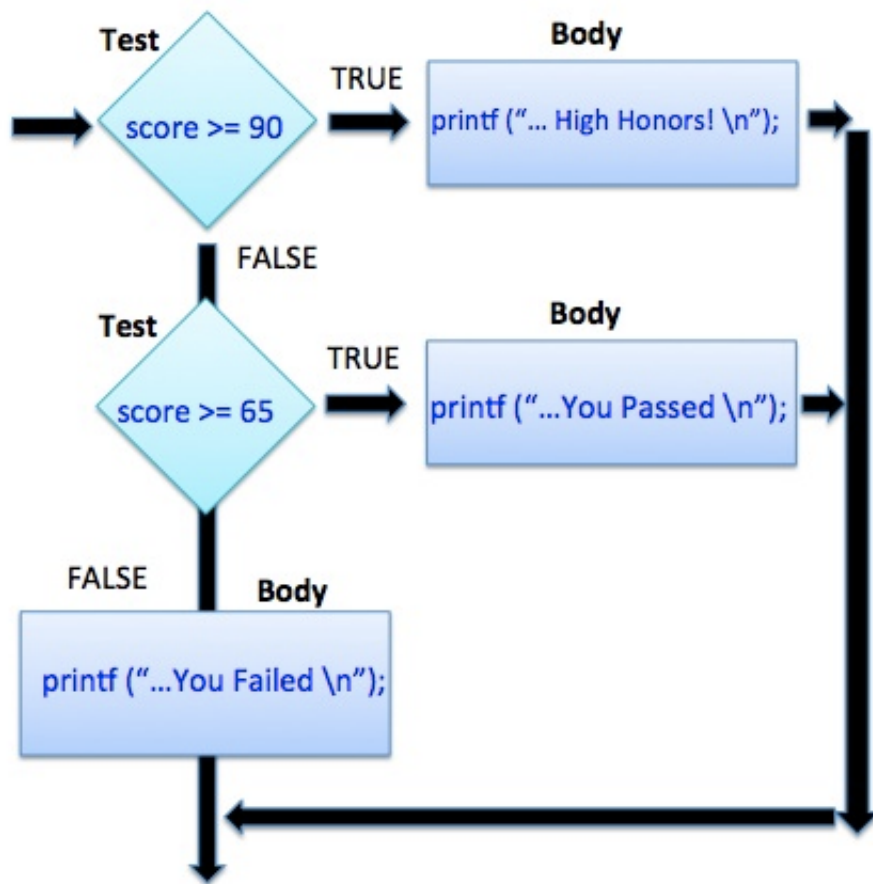 Test
Body
TRUE
score >= 90
printf (“... High Honors! \n”);
FALSE
Test
Body
TRUE
score >= 65
printf (“...You Passed \n”);
FALSE
Body
printf (“...You Failed \n”);